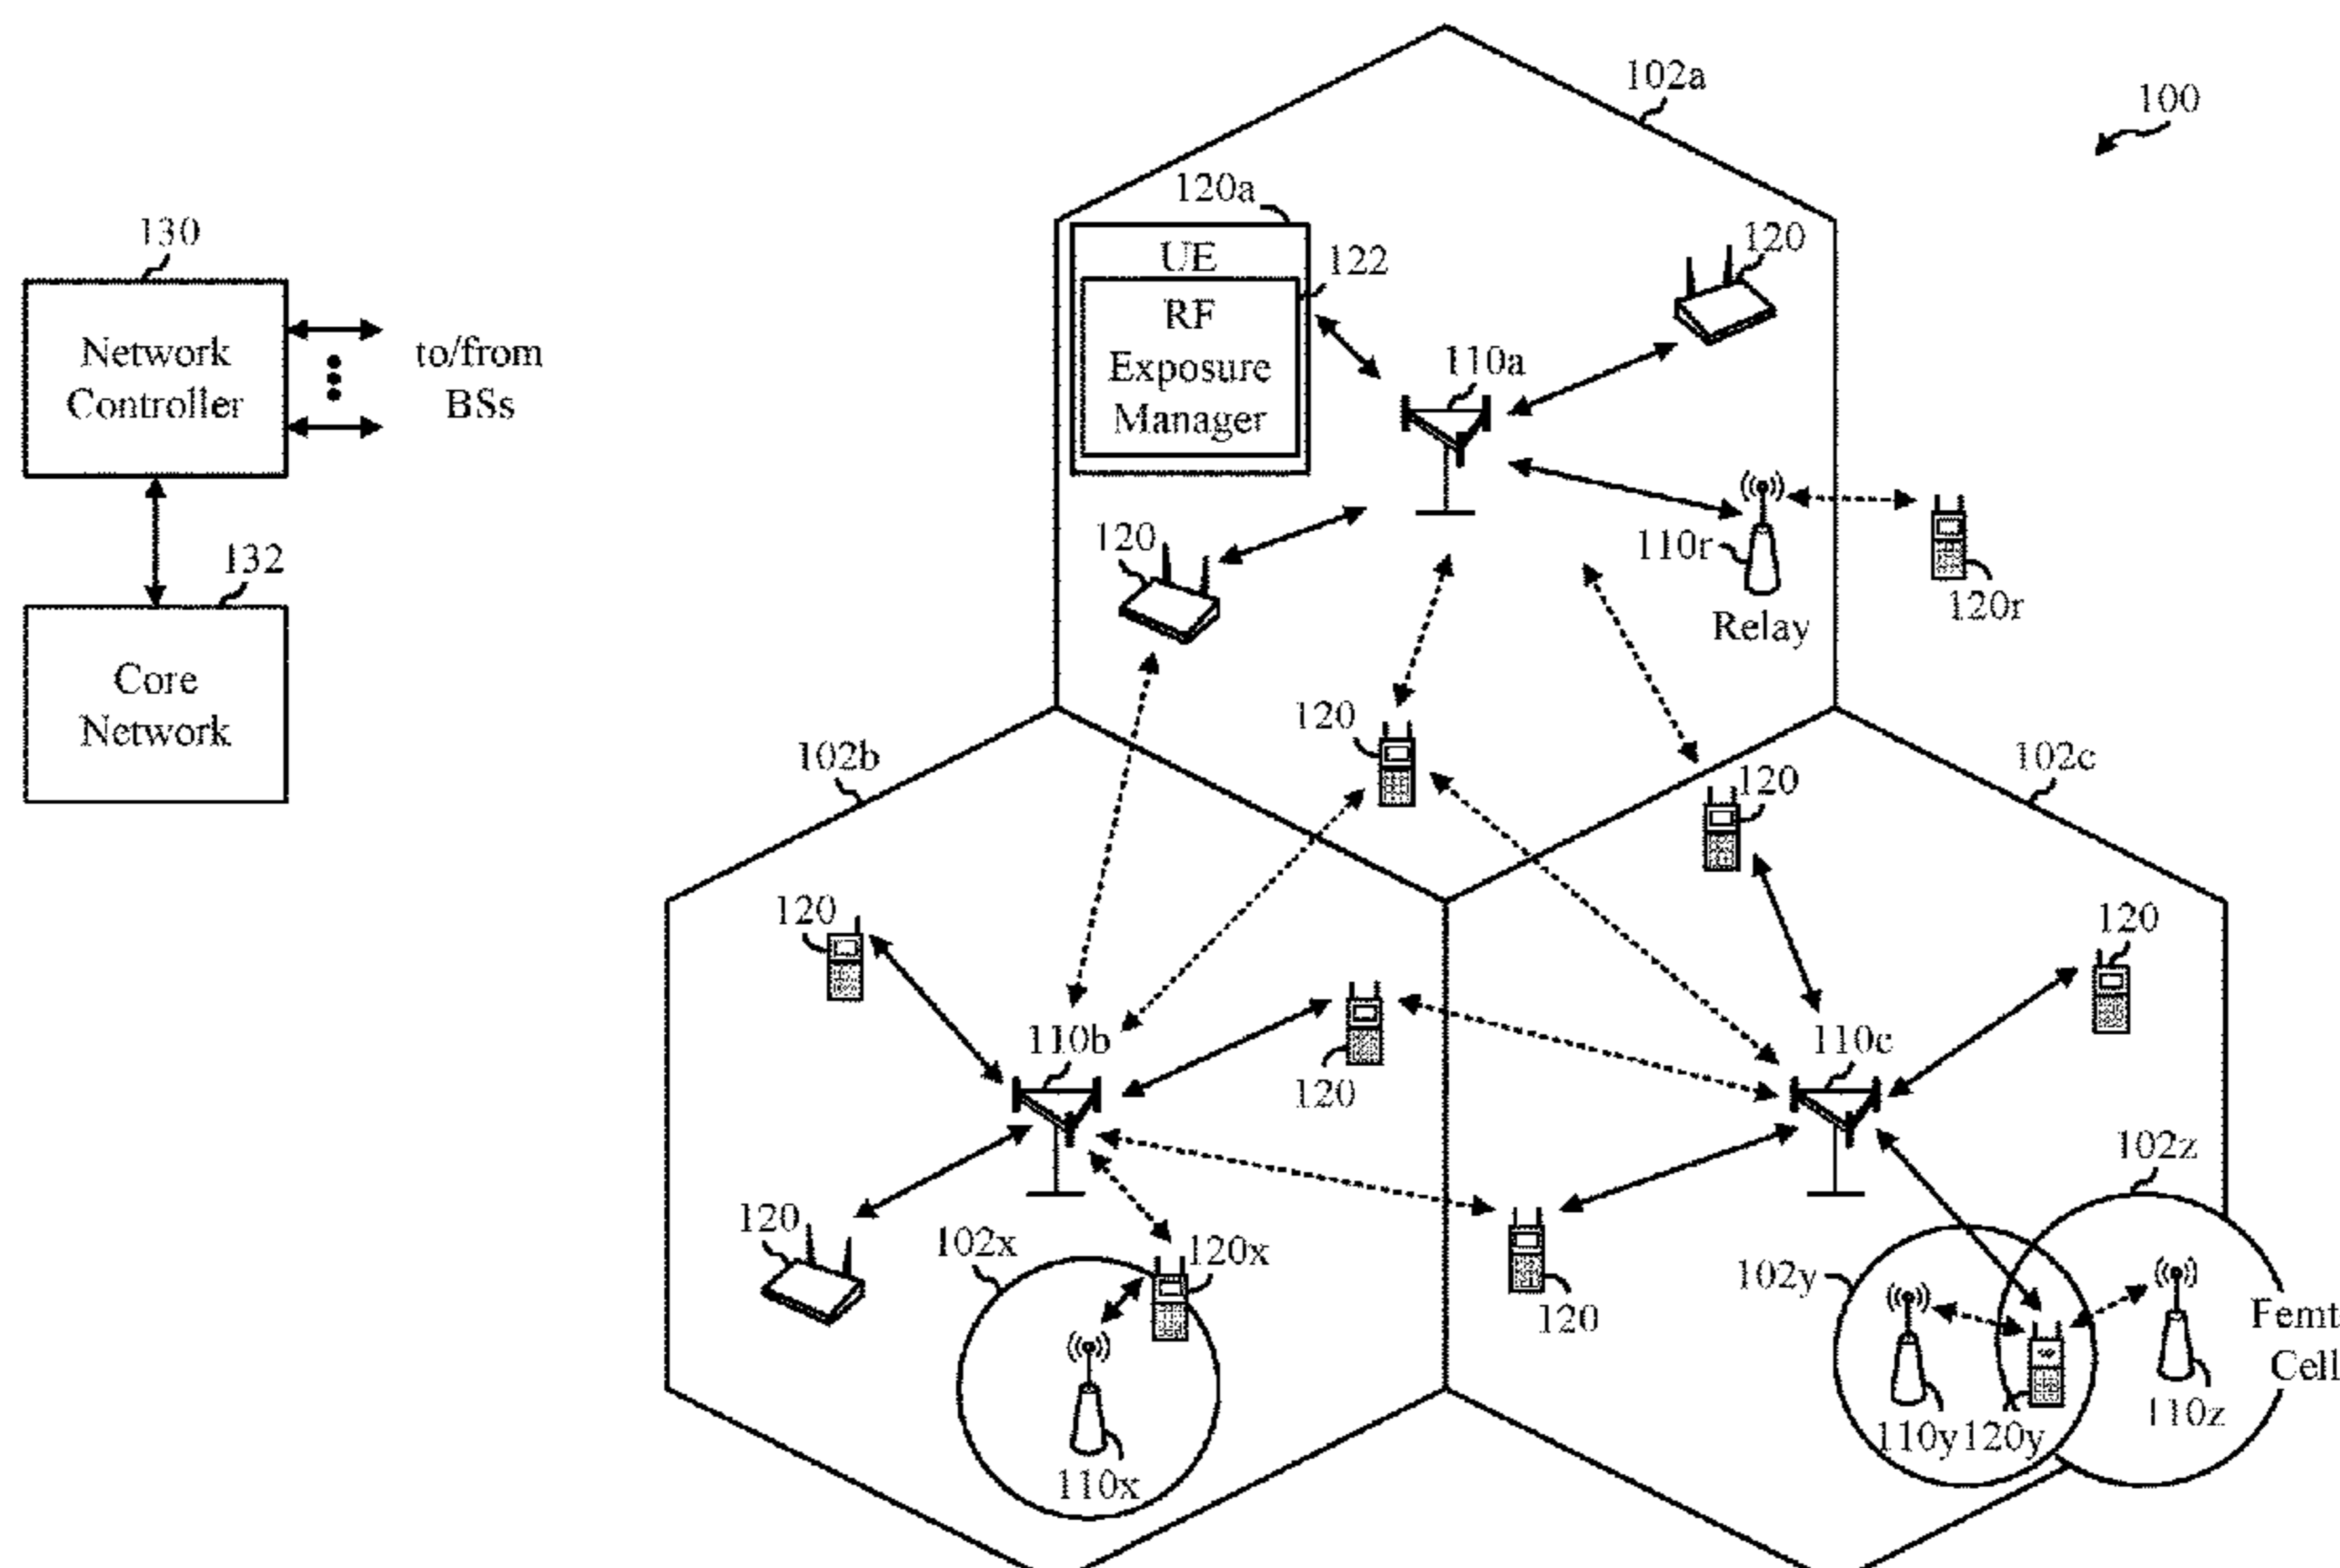 102a
100
120a
130
UE
122
120
RF
Exposure
Manager
Network
Controller
to/from
BSs
110a
132
120
110r
120r
Relay
Core
Network
120
102b
120
102c
120
120
110b
120
110c
102z
120
102x
120x
102y
120
Femt
Cell
110y
120y
110z
110x